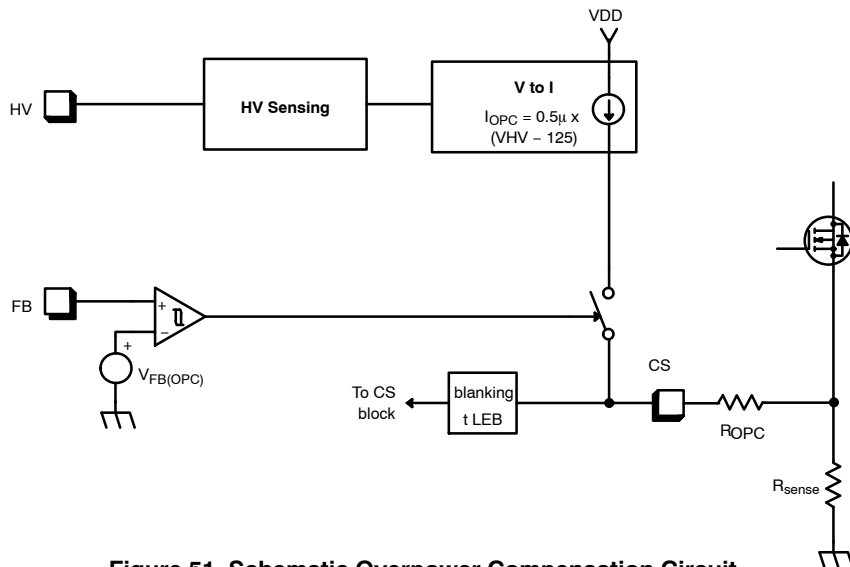 VDD
HV
HV Sensing
V to I
IOPC = 0.5μ x
(VHV – 125)
FB
+
–
+
VFB(OPC)
To CS
block
blanking
t LEB
CS
ROPC
Rsense
Figure 51. Schematic Overpower Compensation Circuit